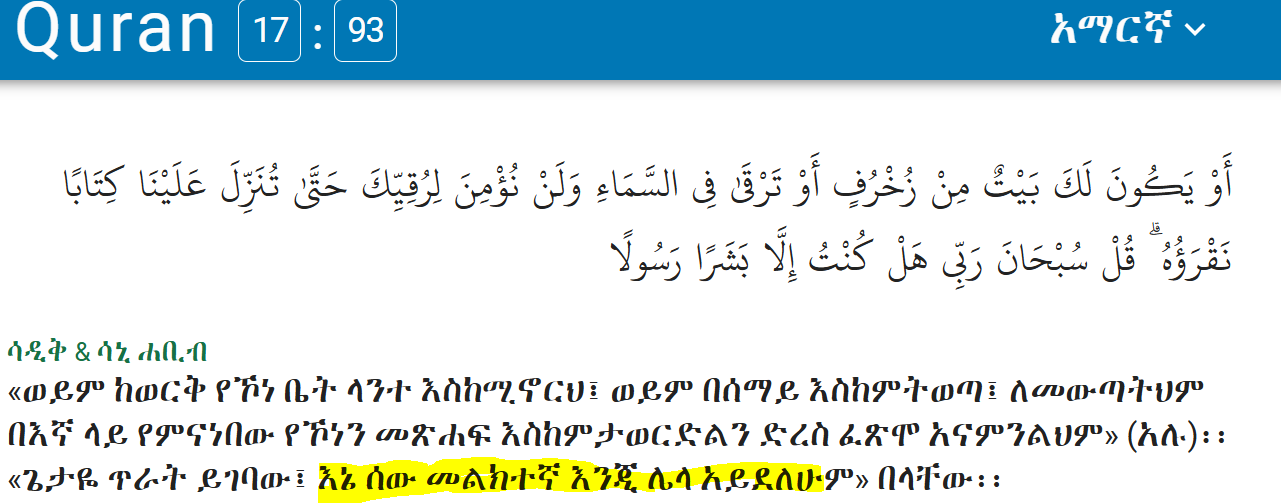 Quran 17 : 93 አማርኛ
أَوْ يَكُونَ لَكَ بَيْتٌ مِنْ زُخْرُفٍ أَوْ تَرْقَىٰ فِي السَّمَاءِ وَلَنْ نُؤْمِنَ لِرُقِيِّكَ حَتَّىٰ تُنَزِّلَ عَلَيْنَا كِتَابًا
نَقْرَؤُهُ ۗ قُلْ سُبْحَانَ رَبِّي هَلْ كُنْتُ إِلَّا بَشَرًا رَسُولًا
ሳዲቅ & ሳኒ ሐቢብ
«ወይም ከወርቅ የኾነ ቤት ላንተ እስከሚኖርህ፤ ወይም በሰማይ እስከምትወጣ፤ ለመውጣትህም
በእኛ ላይ የምናነበው የኾነን መጽሐፍ እስከምታወርድልን ድረስ ፈጽሞ አናምንልህም» (አሉ)፡፡
«ጌታዬ ጥራት ይገባው፤ እኔ ሰው መልክተኛ እንጂ ሌላ አይደለሁም» በላቸው፡፡